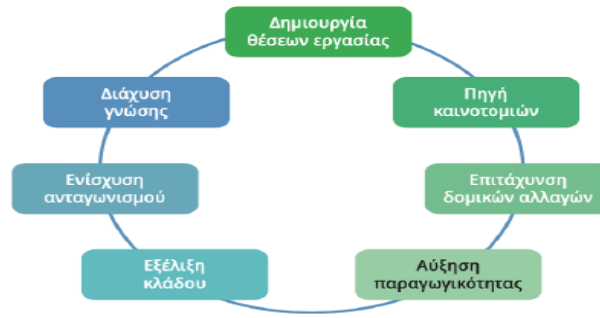 Δημιουργία
θέσεων εργασίας
Πηγή
καινοτομιών
Επιτάχυνση
δομικών αλλαγών
Αύξηση
παραγωγικότητας
Εξέλιξη
κλάδου
Ενίσχυση
ανταγωνισμού
Διάχυση
γνώσης